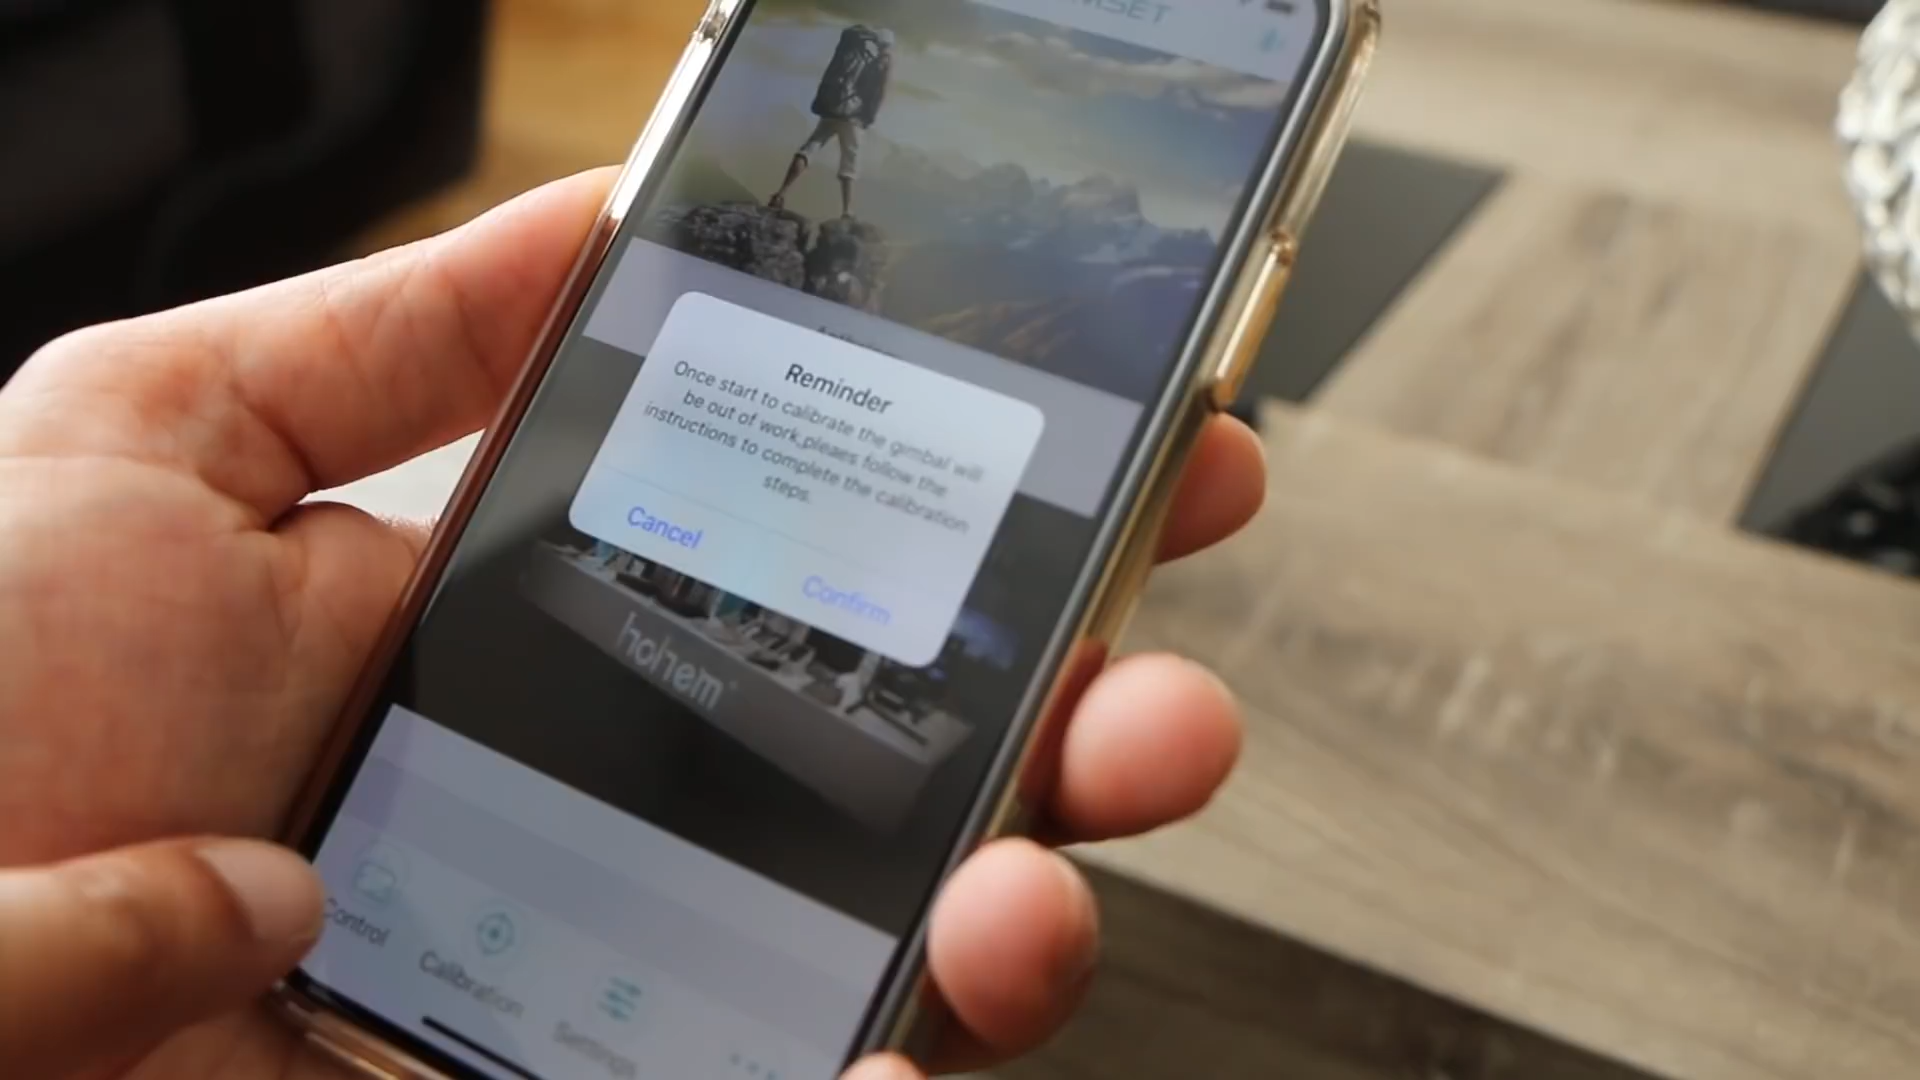 Reminder
Once start to calibrate the gimbal will
be out of work,pleaes follow the
instructions to complete the calibration
steps.
Cancel
Confirm
hohem
Control
Calibration
Settings